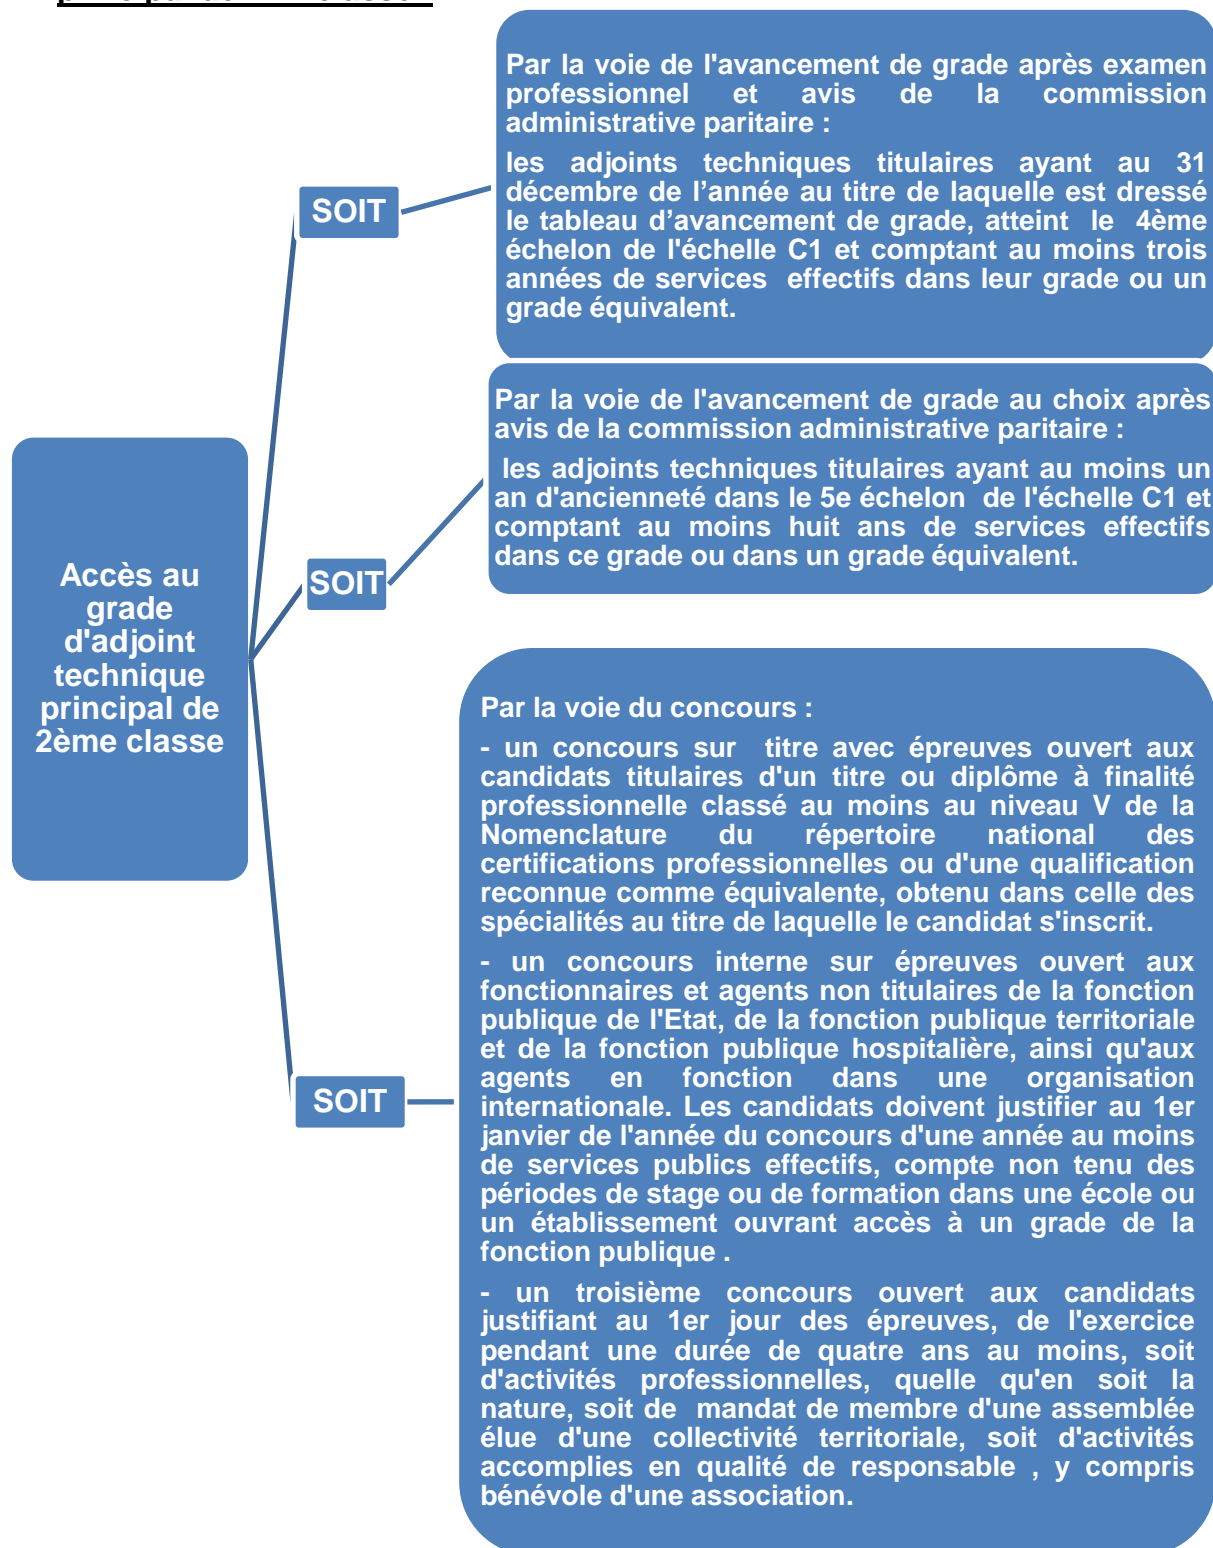 Accès au
grade
d'adjoint
technique
principal de
2ème classe
SOIT
Par la voie de l'avancement de grade après examen
professionnel et avis de la commission
administrative paritaire :
les adjoints techniques titulaires ayant au 31
décembre de l’année au titre de laquelle est dressé
le tableau d’avancement de grade, atteint le 4ème
échelon de l'échelle C1 et comptant au moins trois
années de services effectifs dans leur grade ou un
grade équivalent.
SOIT
Par la voie de l'avancement de grade au choix après
avis de la commission administrative paritaire :
les adjoints techniques titulaires ayant au moins un
an d'ancienneté dans le 5e échelon de l'échelle C1 et
comptant au moins huit ans de services effectifs
dans ce grade ou dans un grade équivalent.
SOIT
Par la voie du concours :
- un concours sur titre avec épreuves ouvert aux
candidats titulaires d'un titre ou diplôme à finalité
professionnelle classé au moins au niveau V de la
Nomenclature du répertoire national des
certifications professionnelles ou d'une qualification
reconnue comme équivalente, obtenu dans celle des
spécialités au titre de laquelle le candidat s'inscrit.
- un concours interne sur épreuves ouvert aux
fonctionnaires et agents non titulaires de la fonction
publique de l'Etat, de la fonction publique territoriale
et de la fonction publique hospitalière, ainsi qu'aux
agents en fonction dans une organisation
internationale. Les candidats doivent justifier au 1er
janvier de l'année du concours d'une année au moins
de services publics effectifs, compte non tenu des
périodes de stage ou de formation dans une école ou
un établissement ouvrant accès à un grade de la
fonction publique .
- un troisième concours ouvert aux candidats
justifiant au 1er jour des épreuves, de l'exercice
pendant une durée de quatre ans au moins, soit
d'activités professionnelles, quelle qu'en soit la
nature, soit de mandat de membre d'une assemblée
élue d'une collectivité territoriale, soit d'activités
accomplies en qualité de responsable , y compris
bénévole d'une association.